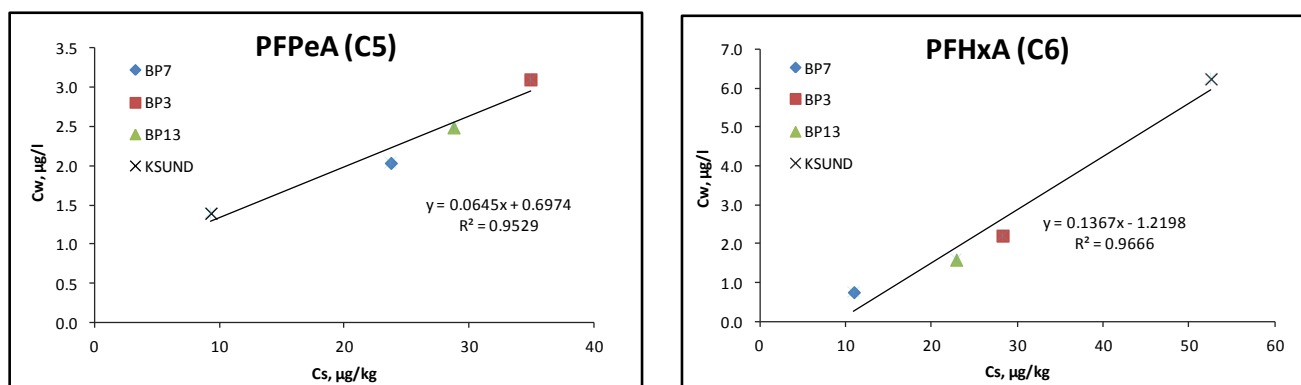 PFPeA (C5)
BP7
BP3
BP13
KSUND
Cw, µg/l
3.5
3.0
2.5
2.0
1.5
1.0
0.5
0.0
y = 0.0645x + 0.6974
R² = 0.9529
0 10 20 30 40
Cs, µg/kg
PFHxA (C6)
BP7
BP3
BP13
KSUND
Cw, µg/l
7.0
6.0
5.0
4.0
3.0
2.0
1.0
0.0
y = 0.1367x - 1.2198
R² = 0.9666
0 10 20 30 40 50 60
Cs, µg/kg